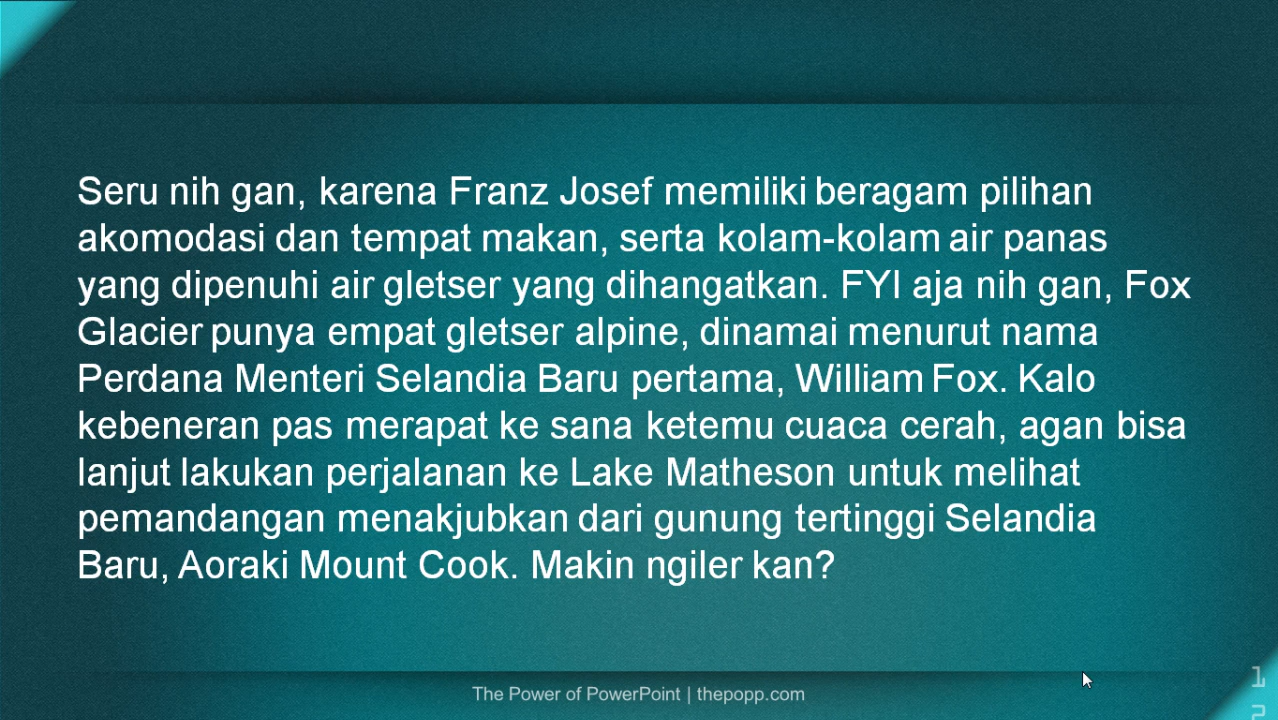 Seru nih gan, karena Franz Josef memiliki beragam pilihan
akomodasi dan tempat makan, serta kolam-kolam air panas
yang dipenuhi air gletser yang dihangatkan. FYI aja nih gan, Fox
Glacier punya empat gletser alpine, dinamai menurut nama
Perdana Menteri Selandia Baru pertama, William Fox. Kalo
kebeneran pas merapat ke sana ketemu cuaca cerah, agan bisa
lanjut lakukan perjalanan ke Lake Matheson untuk melihat
pemandangan menakjubkan dari gunung tertinggi Selandia
Baru, Aoraki Mount Cook. Makin ngiler kan?
The Power of PowerPoint | thepopp.com
1
2